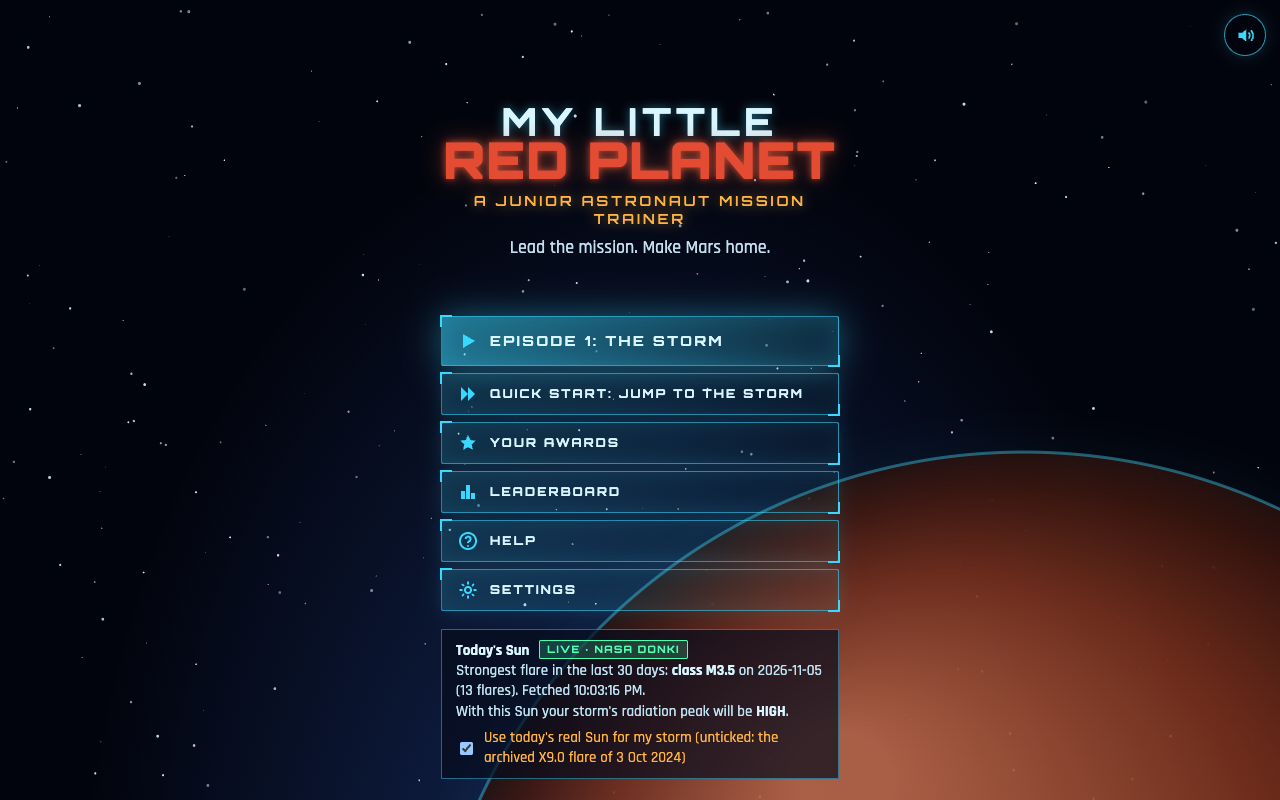 MY LITTLE
RED PLANET
A JUNIOR ASTRONAUT MISSION
TRAINER
Lead the mission. Make Mars home.
EPISODE 1: THE STORM
QUICK START: JUMP TO THE STORM
YOUR AWARDS
LEADERBOARD
HELP
SETTINGS
Today's Sun LIVE · NASA DONKI
Strongest flare in the last 30 days: class M3.5 on 2026-11-05
(13 flares). Fetched 10:03:16 PM.
With this Sun your storm's radiation peak will be HIGH.
Use today's real Sun for my storm (unticked: the
archived X9.0 flare of 3 Oct 2024)